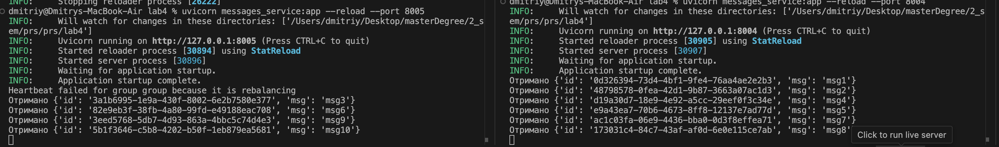 INFO:     Stopping reloader process [26222]
dmitriy@Dmitrys-MacBook-Air lab4 % uvicorn messages_service:app --reload --port 8005
INFO:     Will watch for changes in these directories: ['/Users/dmitriy/Desktop/masterDegree/2_s
em/prs/prs/lab4']
INFO:     Uvicorn running on http://127.0.0.1:8005 (Press CTRL+C to quit)
INFO:     Started reloader process [30894] using StatReload
INFO:     Started server process [30896]
INFO:     Waiting for application startup.
INFO:     Application startup complete.
Heartbeat failed for group group because it is rebalancing
Отримано {'id': '3a1b6995-1e9a-430f-8002-6e2b7580e377', 'msg': 'msg3'}
Отримано {'id': '82e9eb3f-38fb-4a80-99fd-e49188eac708', 'msg': 'msg6'}
Отримано {'id': '3eed5768-5db7-4d93-863a-4bbc5c74d4e3', 'msg': 'msg9'}
Отримано {'id': '5b1f3646-c5b8-4202-b50f-1eb879ea5681', 'msg': 'msg10'}
dmitriy@Dmitrys-MacBook-Air lab4 % uvicorn messages_service:app --reload --port 8004
INFO:     Will watch for changes in these directories: ['/Users/dmitriy/Desktop/masterDegree/2_s
em/prs/prs/lab4']
INFO:     Uvicorn running on http://127.0.0.1:8004 (Press CTRL+C to quit)
INFO:     Started reloader process [30905] using StatReload
INFO:     Started server process [30907]
INFO:     Waiting for application startup.
INFO:     Application startup complete.
Отримано {'id': '0d326394-73d4-4bf1-9fe4-76aa4ae2e2b3', 'msg': 'msg1'}
Отримано {'id': '48798578-0fea-42d1-9b87-3663a07ac1d3', 'msg': 'msg2'}
Отримано {'id': 'd19a30d7-18e9-4e92-a5cc-29eef0f3c34e', 'msg': 'msg4'}
Отримано {'id': 'e9a43ea7-70b6-4673-8ff8-12137e7ad77d', 'msg': 'msg5'}
Отримано {'id': 'ac1c03fa-06e9-4436-bba0-0d3f8effea71', 'msg': 'msg7'}
Отримано {'id': '173031c4-84c7-43af-af0d-6e0e115ce7ab', 'msg': 'msg8'
Click to run live server